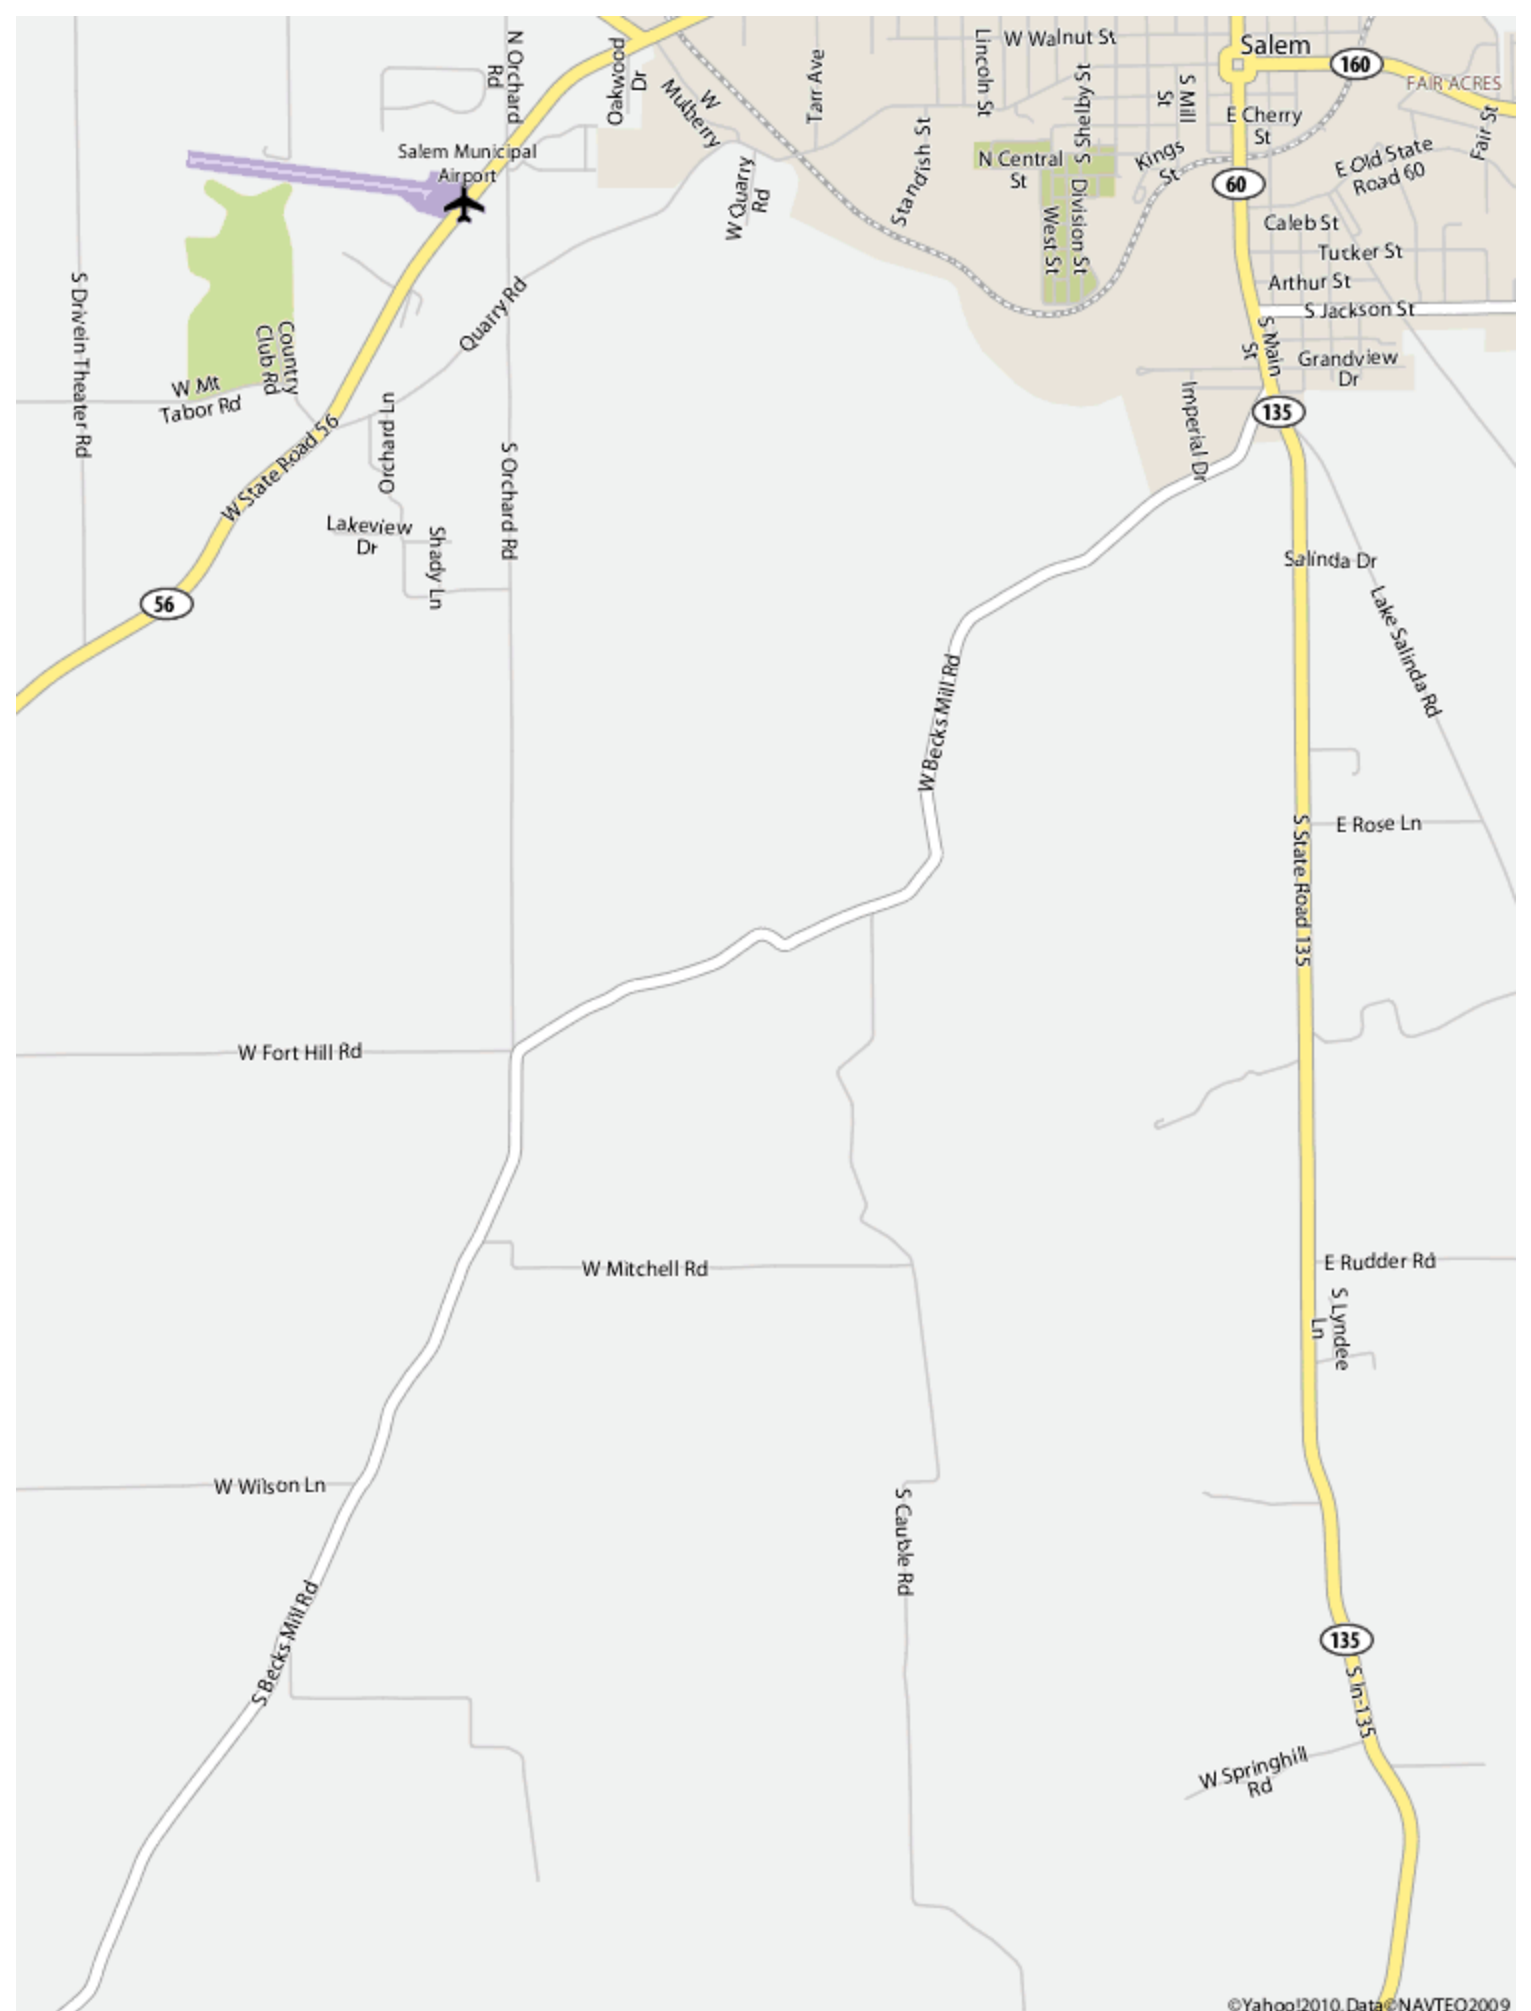 N Orchard
Rd
Oakwood
Dr
W
Mulberry
Tarr Ave
Lincoln St
W Walnut St
Salem
160
FAIR ACRES
S Shelby St
S Mill
St
E Cherry
St
Fair St
Standish St
Salem Municipal
Airport
N Central
St
Kings
St
E Old State
Road 60
60
W Quarry
Rd
West St
Division St
Caleb St
Tucker St
Arthur St
S Jackson St
S Drivein Theater Rd
Quarry Rd
Country
Club Rd
S Main
St
Grandview
Dr
W Mt
Tabor Rd
Imperial Dr
135
Orchard Ln
W State Road 56
S Orchard Rd
Lakeview
Dr
Shady Ln
56
Salinda Dr
Lake Salinda Rd
W Becks Mill Rd
E Rose Ln
S State Road 135
W Fort Hill Rd
W Mitchell Rd
E Rudder Rd
S Lyndee
Ln
W Wilson Ln
S Cauble Rd
S Becks Mill Rd
135
S In-135
W Springhill
Rd
©Yahoo!2010, Data©NAVTEQ2009